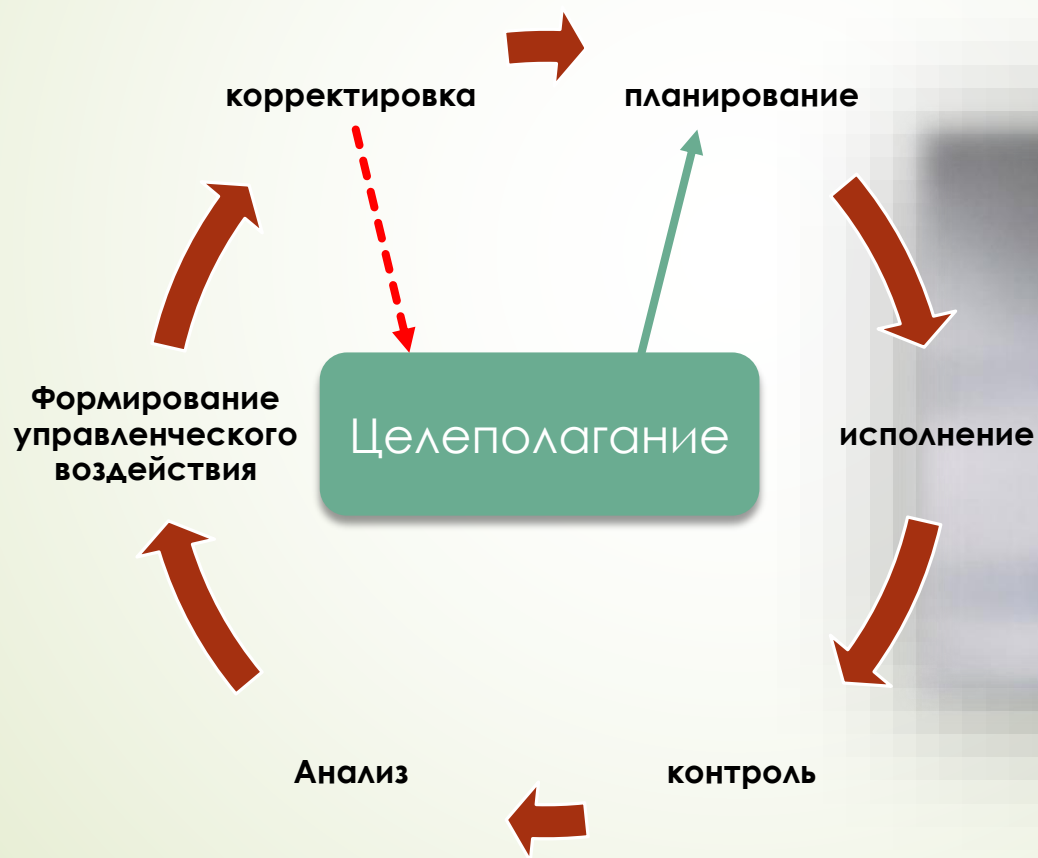 корректировка
планирование
Формирование
управленческого
воздействия
Целеполагание
исполнение
Анализ
контроль